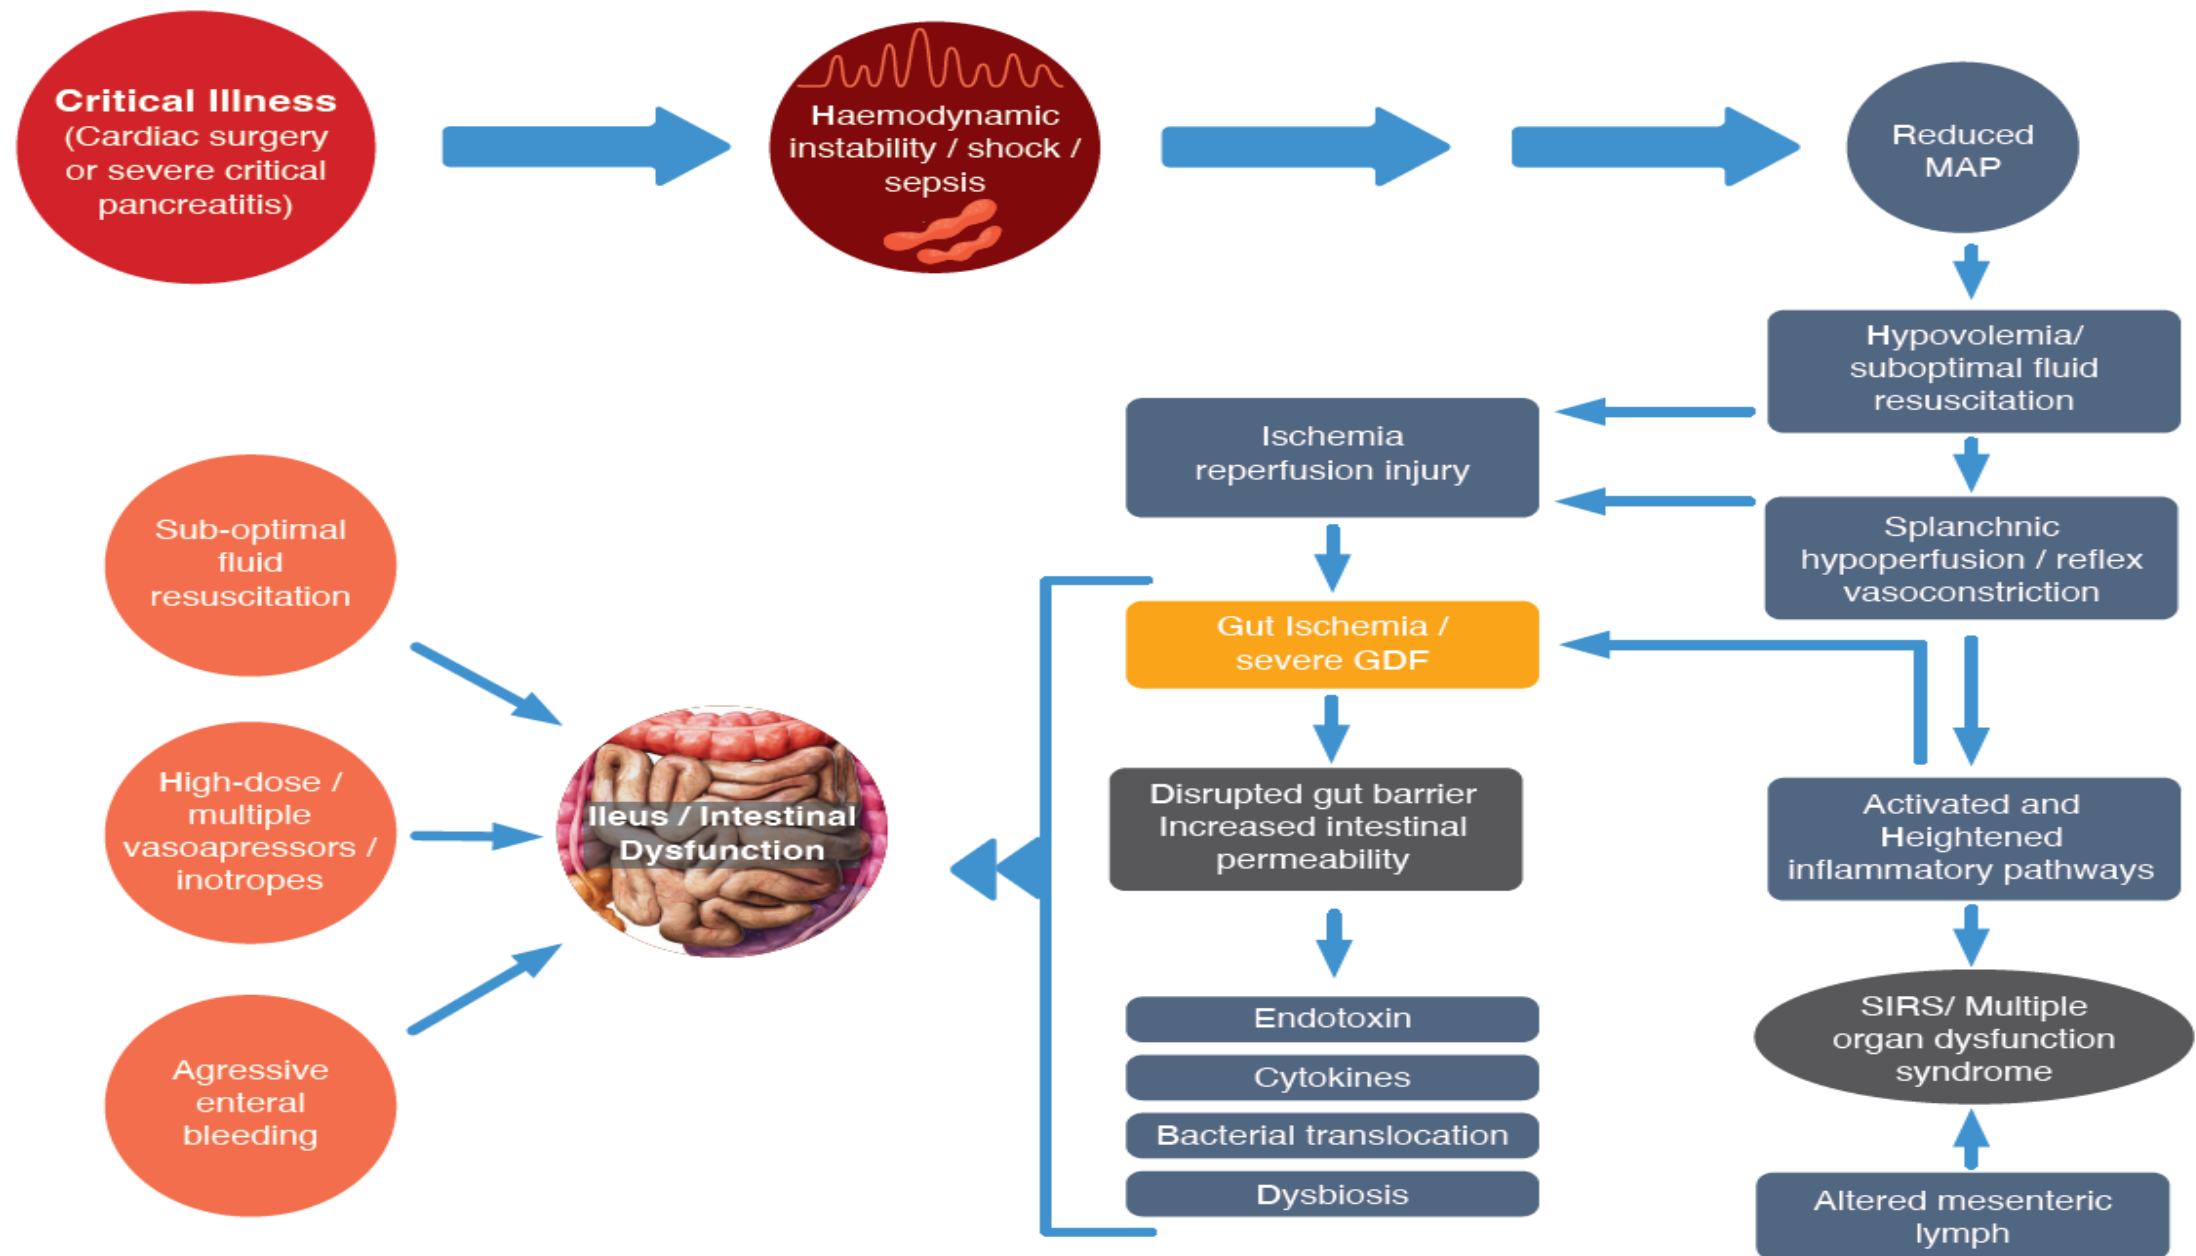 Critical Illness
(Cardiac surgery
or severe critical
pancreatitis)
Haemodynamic
instability / shock /
sepsis
Reduced
MAP
Hypovolemia/
suboptimal fluid
resuscitation
Ischemia
reperfusion injury
Splanchnic
hypoperfusion / reflex
vasoconstriction
Sub-optimal
fluid
resuscitation
Gut Ischemia /
severe GDF
High-dose /
multiple
vasoapressors /
inotropes
Ileus / Intestinal
Dysfunction
Disrupted gut barrier
Increased intestinal
permeability
Activated and
Heightened
inflammatory pathways
Agressive
enteral
bleeding
Endotoxin
Cytokines
Bacterial translocation
Dysbiosis
SIRS/ Multiple
organ dysfunction
syndrome
Altered mesenteric
lymph